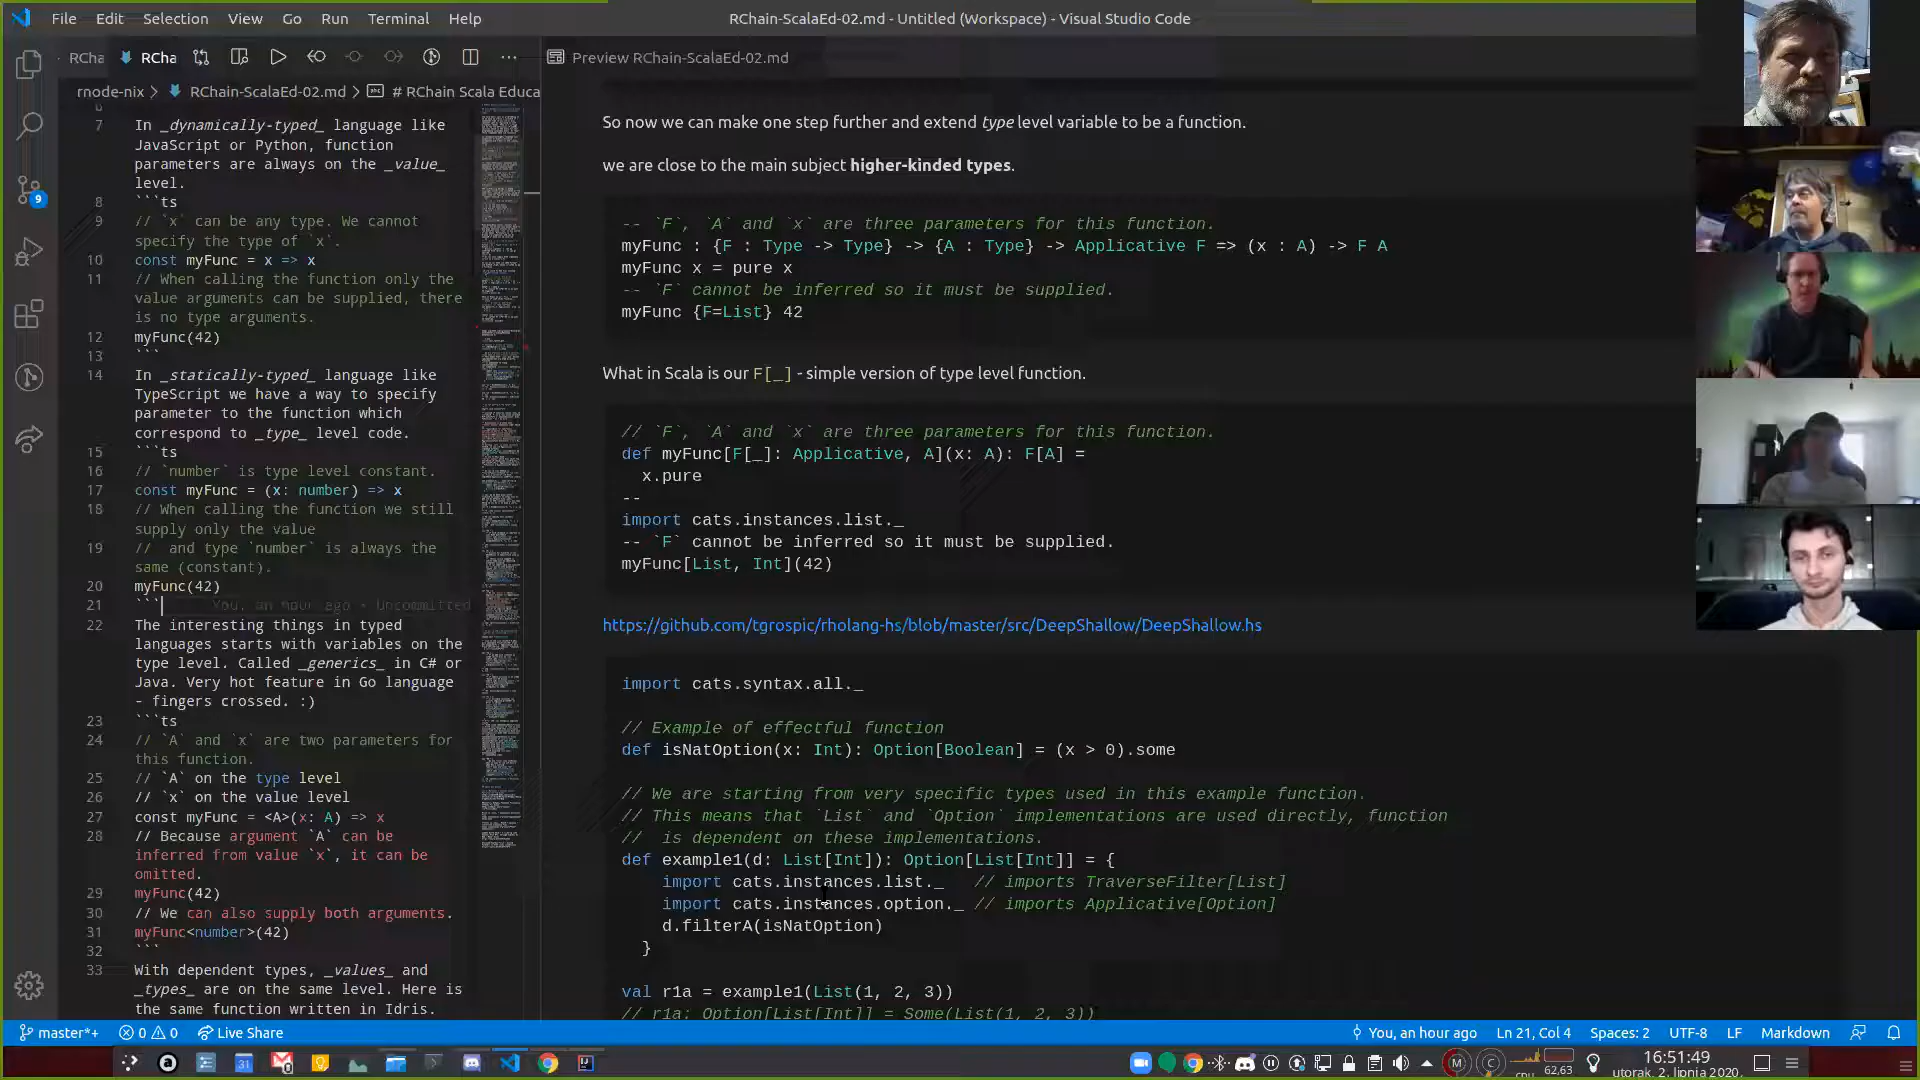 File Edit Selection View Go Run Terminal Help
RChain-ScalaEd-02.md - Untitled (Workspace) - Visual Studio Code
RCha
RCha
Preview RChain-ScalaEd-02.md
rnode-nix > RChain-ScalaEd-02.md > # RChain Scala Educa
7 In _dynamically-typed_ language like
JavaScript or Python, function
parameters are always on the _value_
level.
8 ```ts
9 // `x` can be any type. We cannot
specify the type of `x`.
10 const myFunc = x => x
11 // When calling the function only the
value arguments can be supplied, there
is no type arguments.
12 myFunc(42)
13 ```
14 In _statically-typed_ language like
TypeScript we have a way to specify
parameter to the function which
correspond to _type_ level code.
15 ```ts
16 // `number` is type level constant.
17 const myFunc = (x: number) => x
18 // When calling the function we still
supply only the value
19 //  and type `number` is always the
same (constant).
20 myFunc(42)
21 ``` You, an hour ago • Uncommitted
22 The interesting things in typed
languages starts with variables on the
type level. Called _generics_ in C# or
Java. Very hot feature in Go language
- fingers crossed. :)
23 ```ts
24 // `A` and `x` are two parameters for
this function.
25 // `A` on the type level
26 // `x` on the value level
27 const myFunc = <A>(x: A) => x
28 // Because argument `A` can be
inferred from value `x`, it can be
omitted.
29 myFunc(42)
30 // We can also supply both arguments.
31 myFunc<number>(42)
32 ```
33 With dependent types, _values_ and
_types_ are on the same level. Here is
the same function written in Idris.
So now we can make one step further and extend type level variable to be a function.
we are close to the main subject higher-kinded types.
-- `F`, `A` and `x` are three parameters for this function.
myFunc : {F : Type -> Type} -> {A : Type} -> Applicative F => (x : A) -> F A
myFunc x = pure x
-- `F` cannot be inferred so it must be supplied.
myFunc {F=List} 42
What in Scala is our F[_] - simple version of type level function.
// `F`, `A` and `x` are three parameters for this function.
def myFunc[F[_]: Applicative, A](x: A): F[A] =
  x.pure
--
import cats.instances.list._
-- `F` cannot be inferred so it must be supplied.
myFunc[List, Int](42)
https://github.com/tgrospic/rholang-hs/blob/master/src/DeepShallow/DeepShallow.hs
import cats.syntax.all._
// Example of effectful function
def isNatOption(x: Int): Option[Boolean] = (x > 0).some
// We are starting from very specific types used in this example function.
// This means that `List` and `Option` implementations are used directly, function
//  is dependent on these implementations.
def example1(d: List[Int]): Option[List[Int]] = {
    import cats.instances.list._   // imports TraverseFilter[List]
    import cats.instances.option._ // imports Applicative[Option]
    d.filterA(isNatOption)
  }
val r1a = example1(List(1, 2, 3))
// r1a: Option[List[Int]] = Some(List(1, 2, 3))
9
master*+ 0 0 Live Share
You, an hour ago Ln 21, Col 4 Spaces: 2 UTF-8 LF Markdown
62,63
16:51:49
utorak, 2. lipnja 2020.